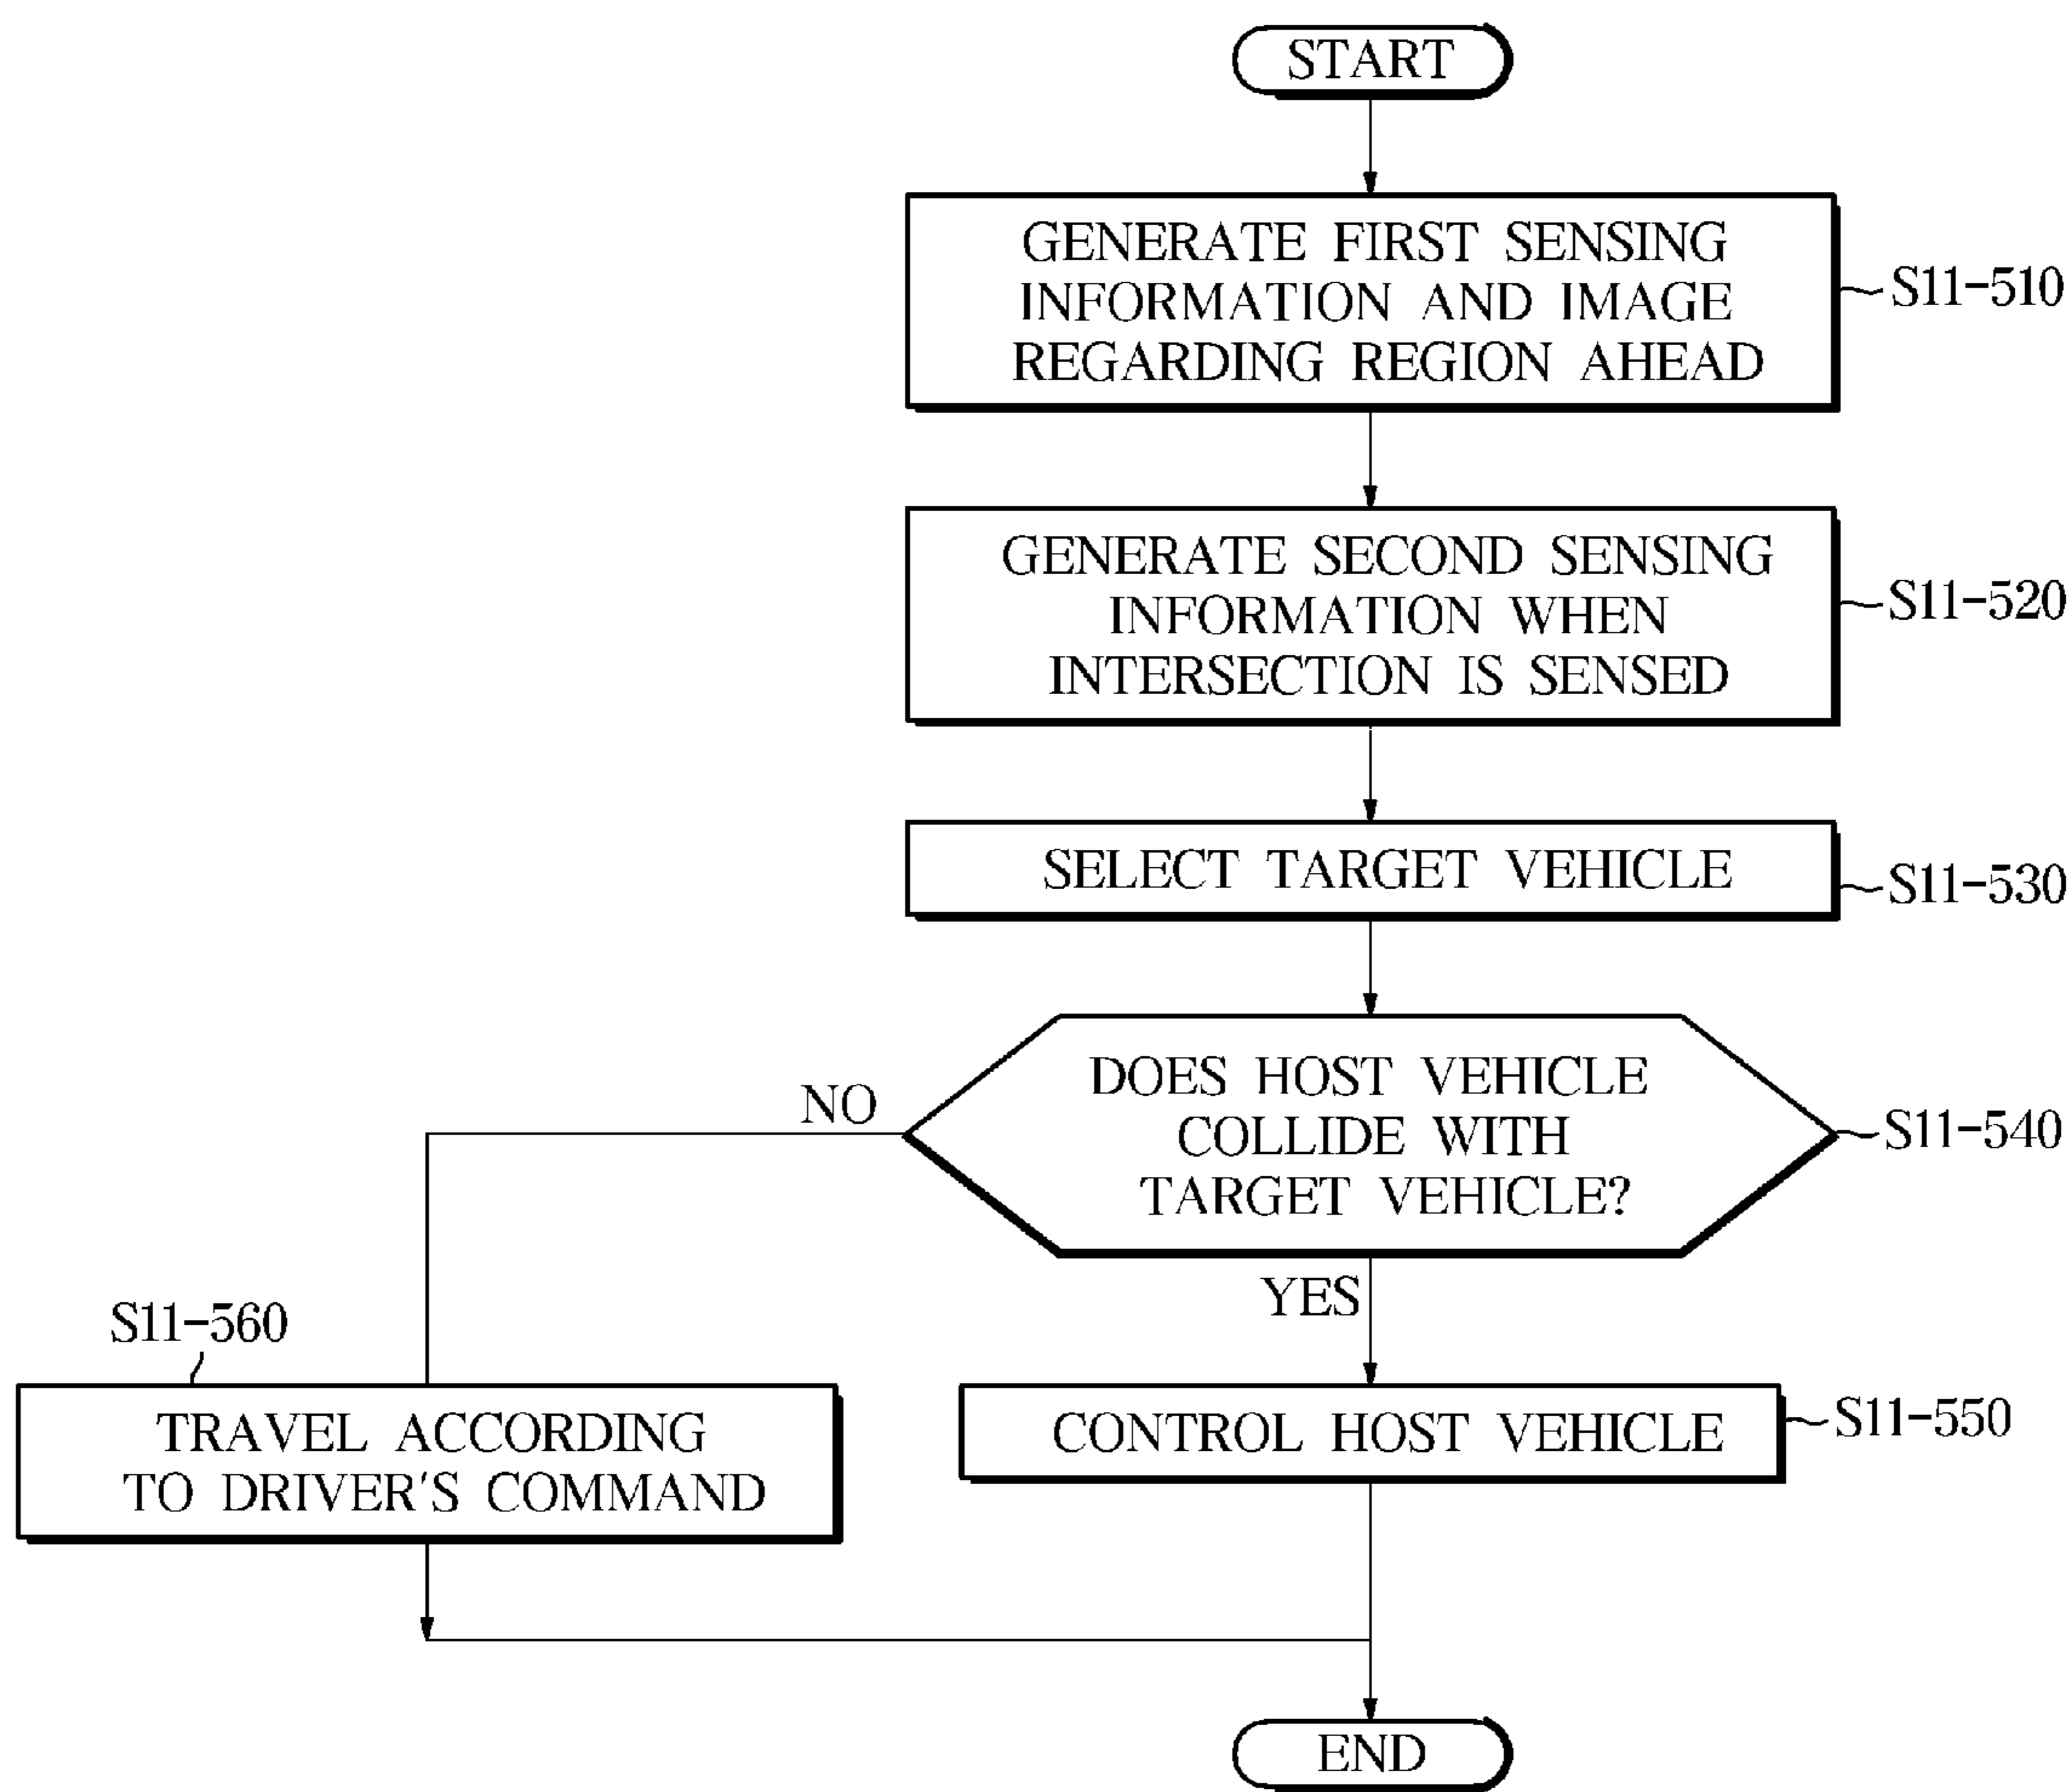 START
GENERATE FIRST SENSING
INFORMATION AND IMAGE
REGARDING REGION AHEAD
S11-510
GENERATE SECOND SENSING
INFORMATION WHEN
INTERSECTION IS SENSED
S11-520
SELECT TARGET VEHICLE
S11-530
DOES HOST VEHICLE
COLLIDE WITH
TARGET VEHICLE?
S11-540
NO
YES
S11-560
TRAVEL ACCORDING
TO DRIVER'S COMMAND
CONTROL HOST VEHICLE
S11-550
END